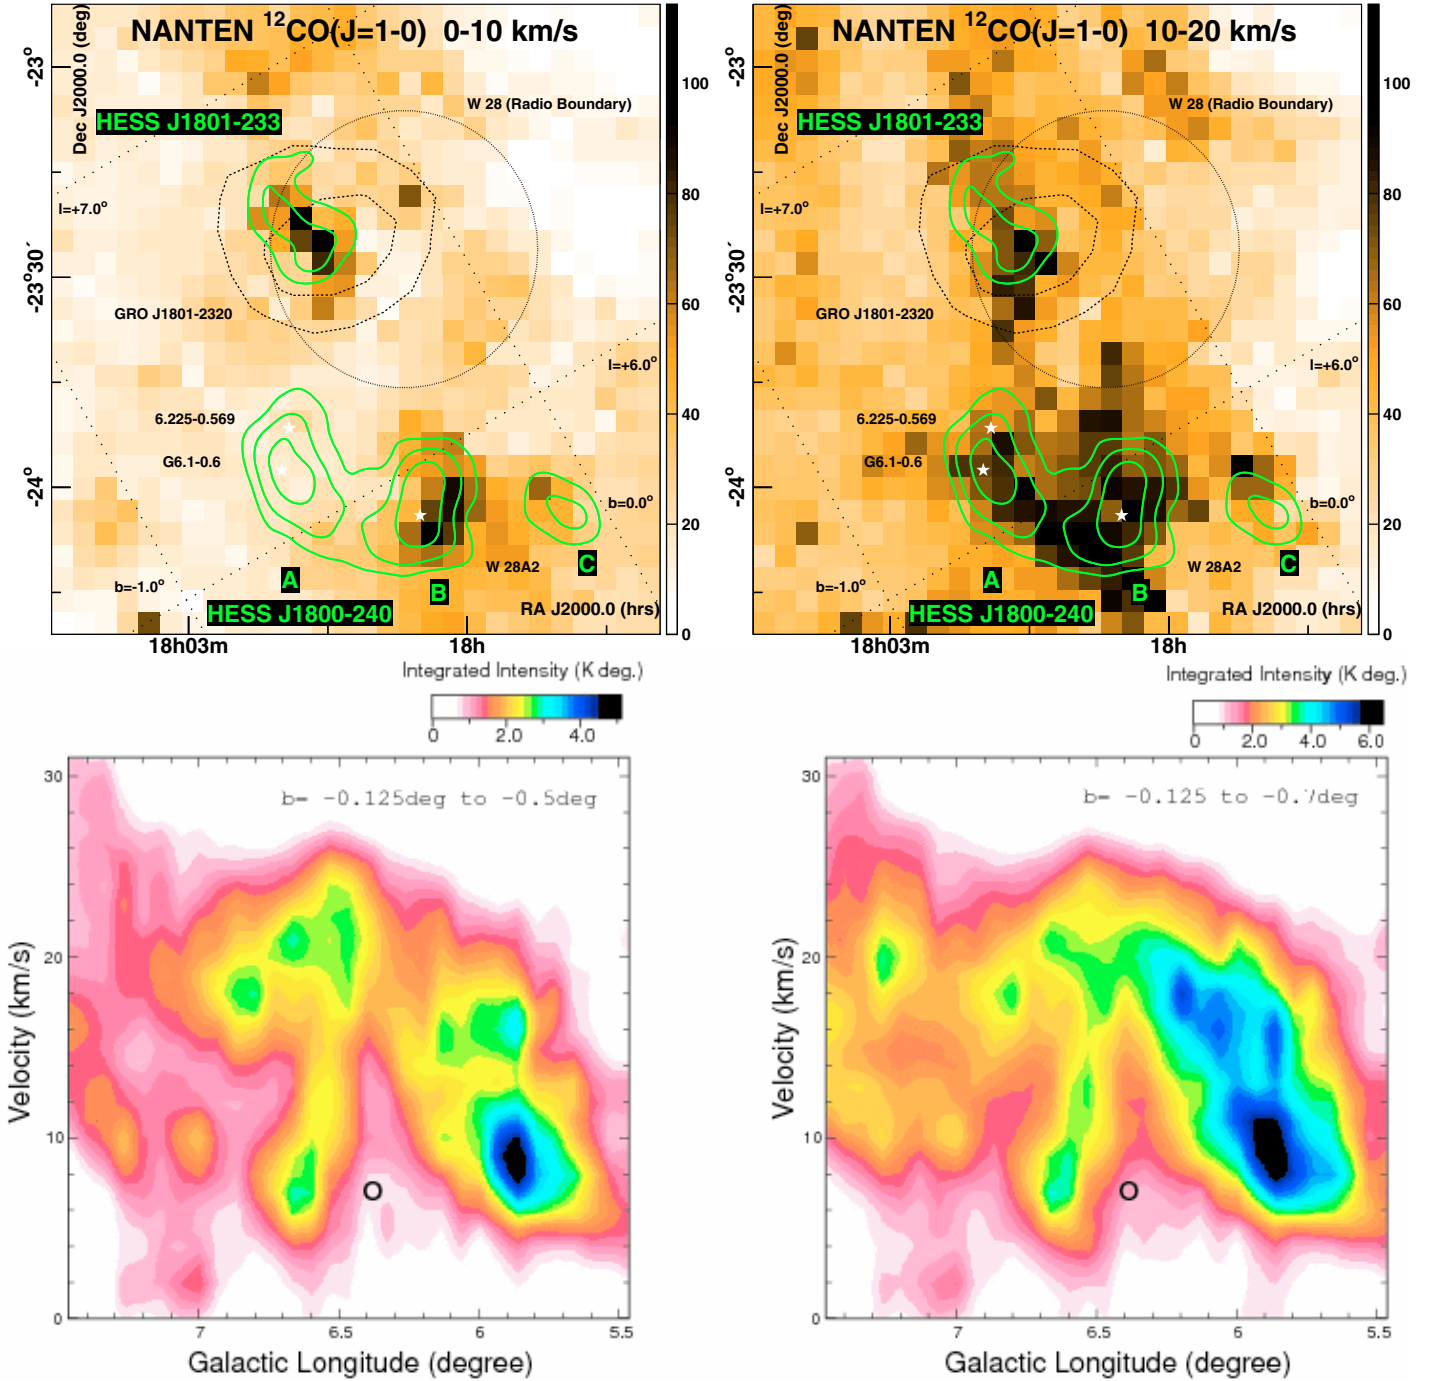 NANTEN 12CO(J=1-0) 0-10 km/s
Dec J2000.0 (deg)
W 28 (Radio Boundary)
HESS J1801-233
l=+7.0°
GRO J1801-2320
l=+6.0°
6.225-0.569
G6.1-0.6
b=0.0°
W 28A2
b=-1.0°
A
B
C
HESS J1800-240
RA J2000.0 (hrs)
-23°
-23°30´
-24°
18h03m
18h
100
80
60
40
20
0
NANTEN 12CO(J=1-0) 10-20 km/s
Dec J2000.0 (deg)
W 28 (Radio Boundary)
HESS J1801-233
l=+7.0°
GRO J1801-2320
l=+6.0°
6.225-0.569
G6.1-0.6
b=0.0°
W 28A2
b=-1.0°
A
B
C
HESS J1800-240
RA J2000.0 (hrs)
-23°
-23°30´
-24°
18h03m
18h
100
80
60
40
20
0
Integrated Intensity (K deg.)
0 2.0 4.0
b= -0.125deg to -0.5deg
Velocity (km/s)
30
20
10
0
7 6.5 6 5.5
Galactic Longitude (degree)
Integrated Intensity (K deg.)
0 2.0 4.0 6.0
b= -0.125 to -0.7deg
Velocity (km/s)
30
20
10
0
7 6.5 6 5.5
Galactic Longitude (degree)